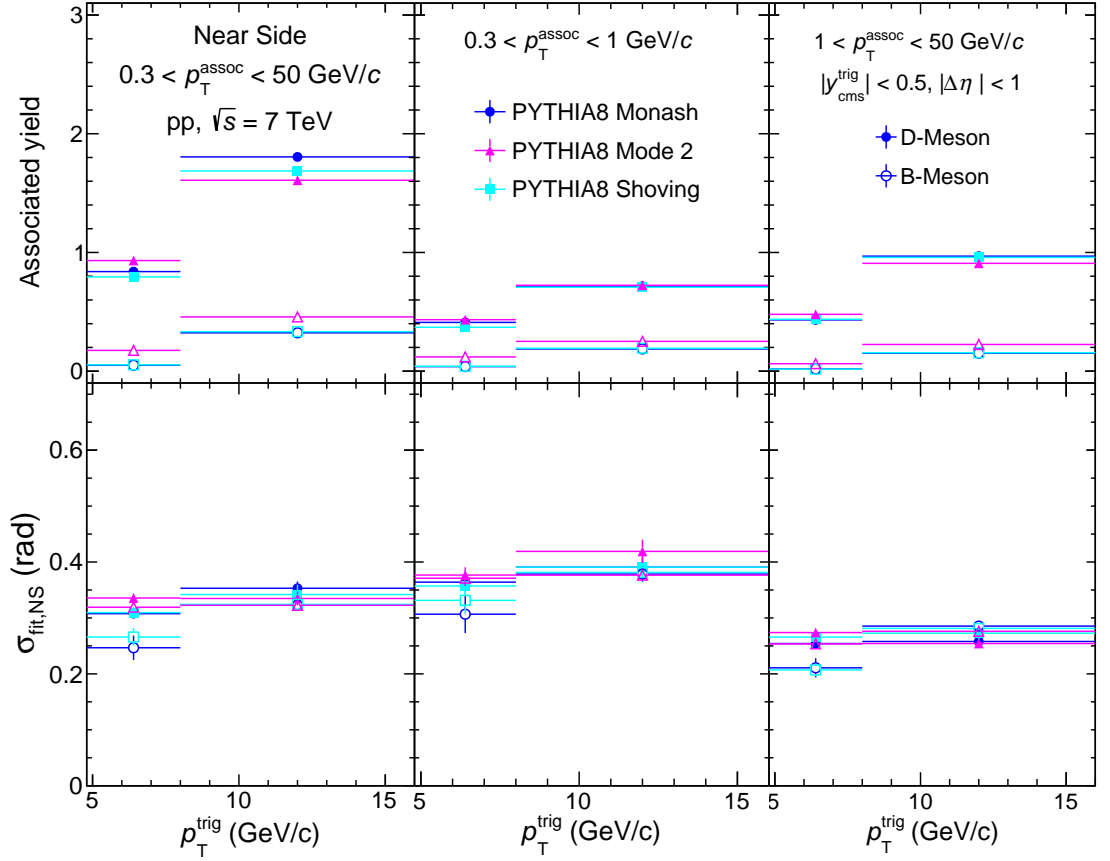 Near Side
0.3 < p_T^assoc < 50 GeV/c
pp, √s = 7 TeV
0.3 < p_T^assoc < 1 GeV/c
PYTHIA8 Monash
PYTHIA8 Mode 2
PYTHIA8 Shoving
1 < p_T^assoc < 50 GeV/c
|y_cms^trig| < 0.5, |Δη | < 1
D-Meson
B-Meson
Associated yield
3
2
1
0
σ_fit,NS (rad)
0.6
0.4
0.2
0
5 10 15
5 10 15
5 10 15
p_T^trig (GeV/c)
p_T^trig (GeV/c)
p_T^trig (GeV/c)